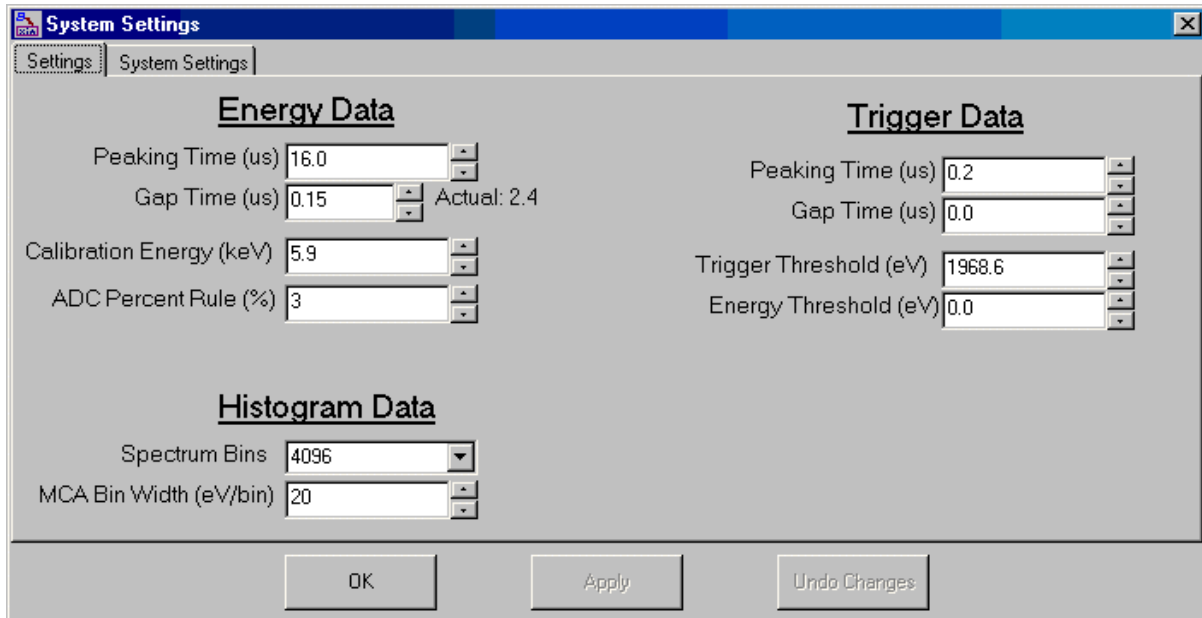 System Settings
Settings System Settings
Energy Data
Peaking Time (us) 16.0
Gap Time (us) 0.15 Actual: 2.4
Calibration Energy (keV) 5.9
ADC Percent Rule (%) 3
Trigger Data
Peaking Time (us) 0.2
Gap Time (us) 0.0
Trigger Threshold (eV) 1968.6
Energy Threshold (eV) 0.0
Histogram Data
Spectrum Bins 4096
MCA Bin Width (eV/bin) 20
OK Apply Undo Changes